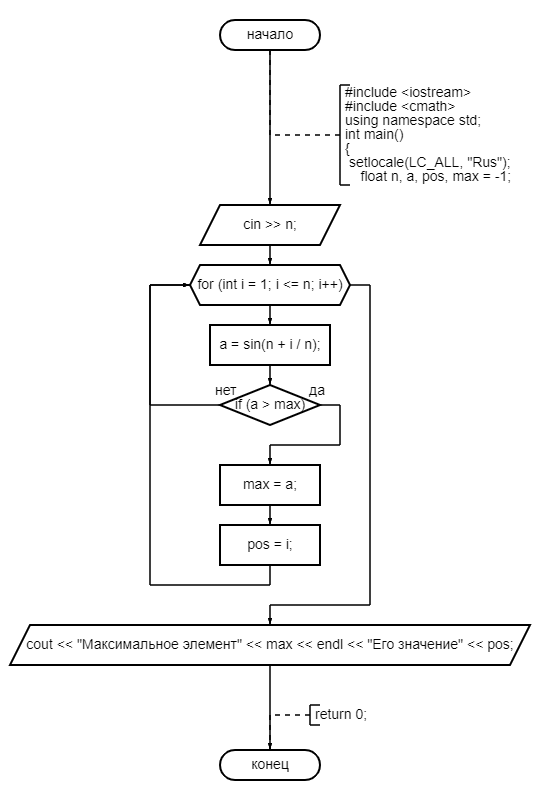 начало
#include <iostream>
#include <cmath>
using namespace std;
int main()
{
setlocale(LC_ALL, "Rus");
float n, a, pos, max = -1;
cin >> n;
for (int i = 1; i <= n; i++)
a = sin(n + i / n);
нет
да
if (a > max)
max = a;
pos = i;
cout << "Максимальное элемент" << max << endl << "Его значение" << pos;
return 0;
конец